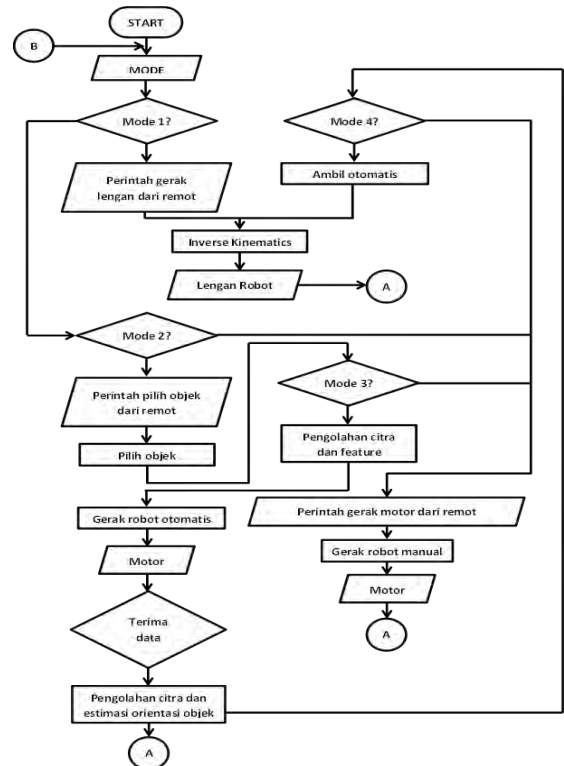 START
B
MODE
Mode 1?
Mode 4?
Perintah gerak
lengan dari remot
Ambil otomatis
Inverse Kinematics
Lengan Robot
A
Mode 2?
Mode 3?
Perintah pilih objek
dari remot
Pilih objek
Pengolahan citra
dan feature
Gerak robot otomatis
Perintah gerak motor dari remot
Motor
Gerak robot manual
Motor
Terima
data
A
Pengolahan citra dan
estimasi orientasi objek
A